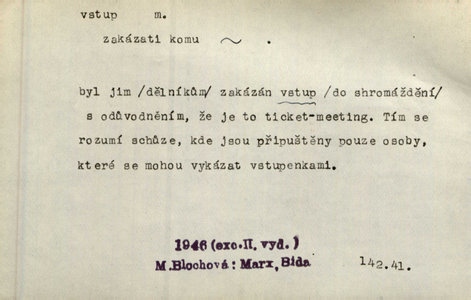 vstup m.
zakázati komu ~ .
byl jim /dělníkům/ zakázán vstup /do shromáždění/
s odůvodněním, že je to ticket-meeting. Tím se
rozumí schůze, kde jsou připuštěny pouze osoby,
které se mohou vykázat vstupenkami.
1946 (exc.II. vyd.)
M.Blochová: Marx, Bída 142.41.